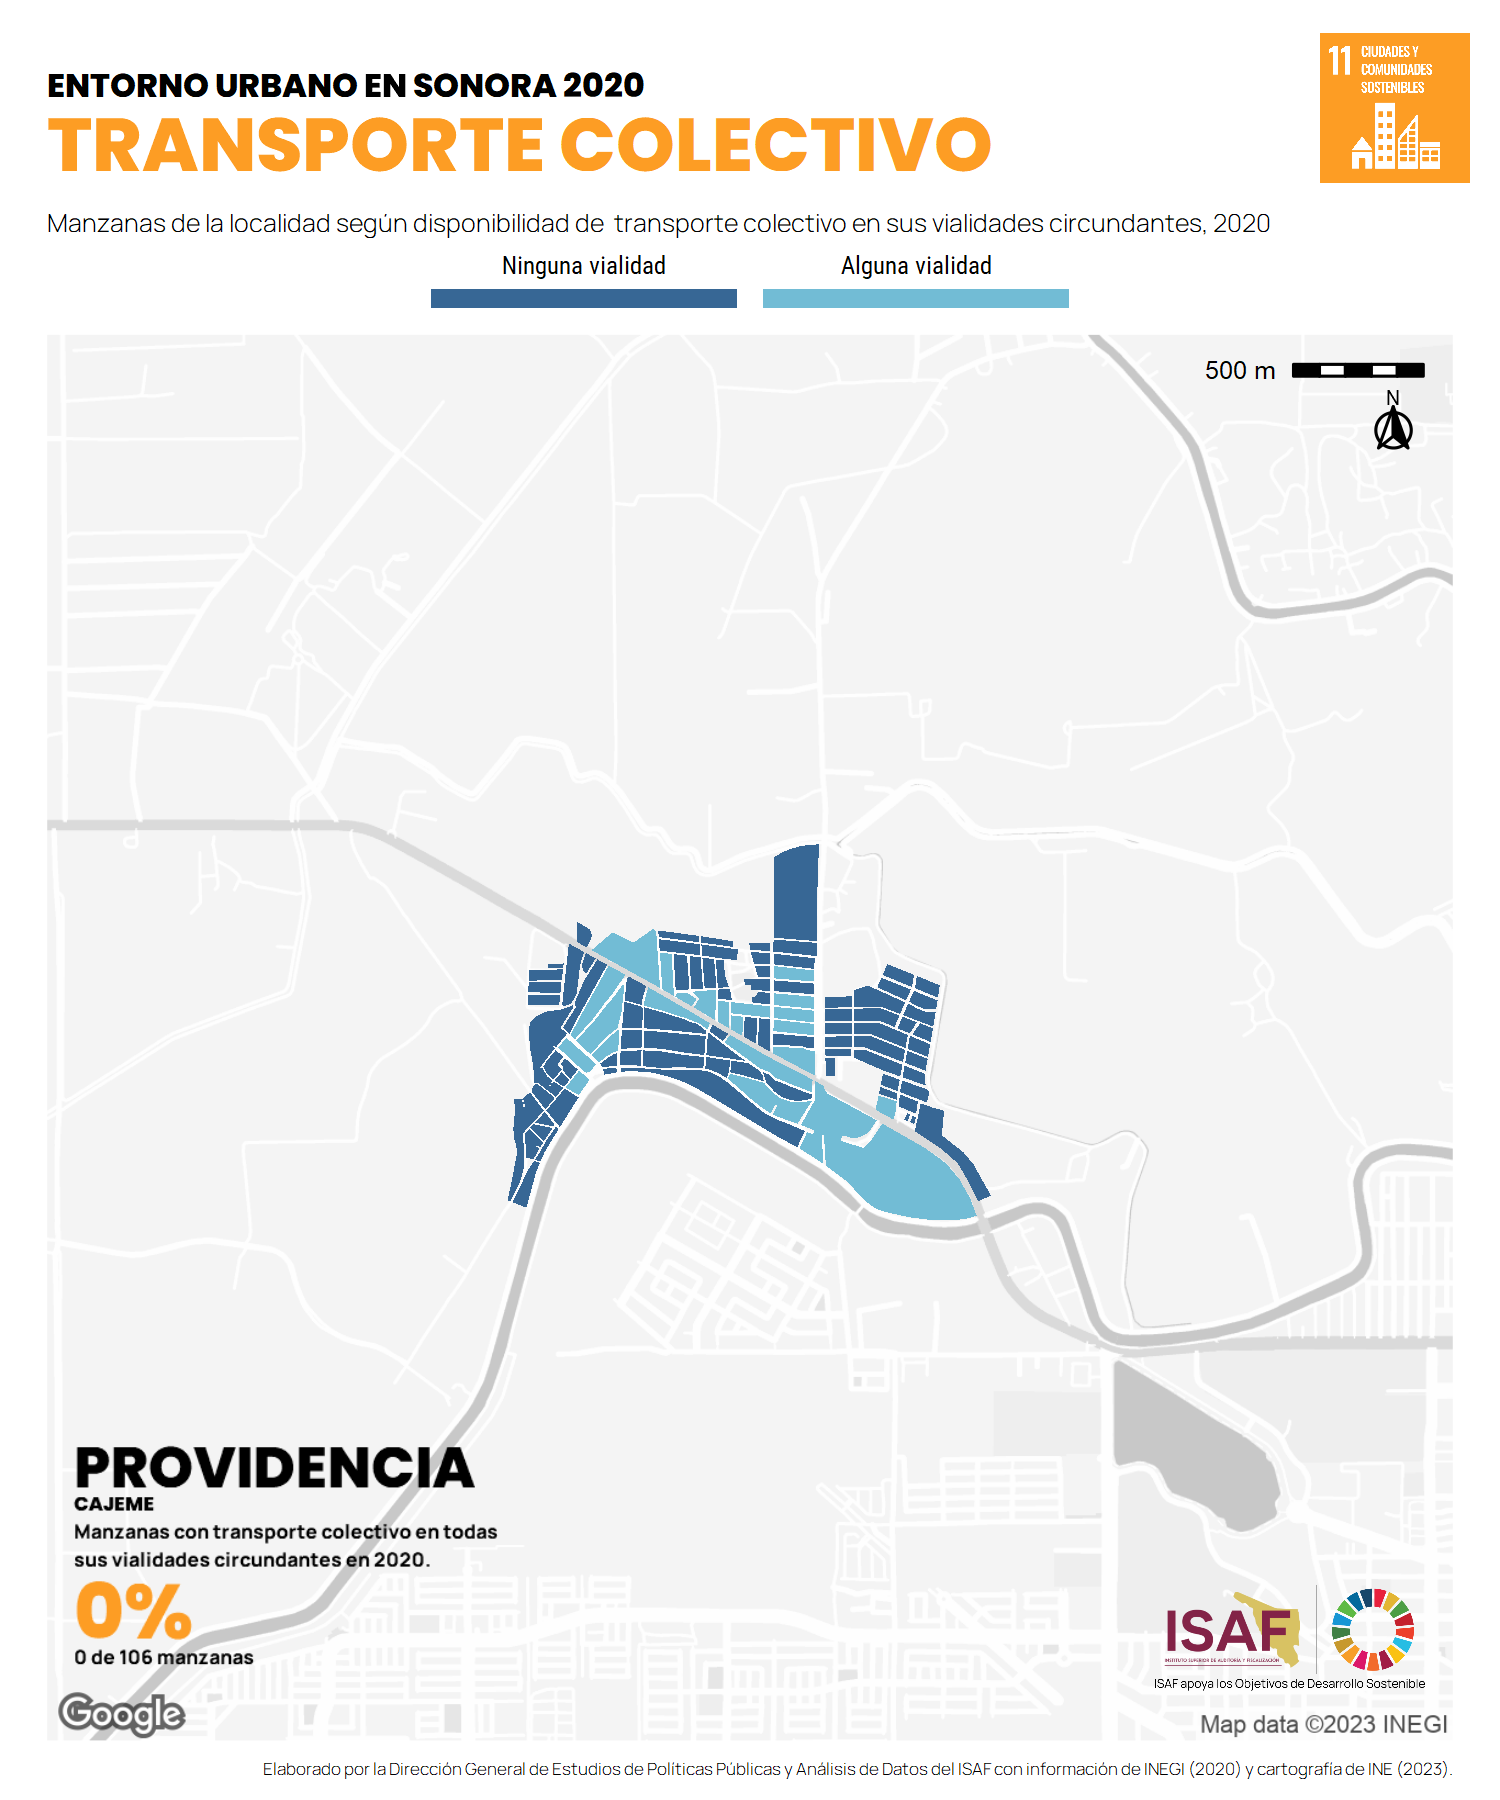 ENTORNO URBANO EN SONORA 2020
TRANSPORTE COLECTIVO
11 CIUDADES Y
COMUNIDADES
SOSTENIBLES
Manzanas de la localidad según disponibilidad de transporte colectivo en sus vialidades circundantes, 2020
Ninguna vialidad
Alguna vialidad
500 m
N
PROVIDENCIA
CAJEME
Manzanas con transporte colectivo en todas
sus vialidades circundantes en 2020.
0%
0 de 106 manzanas
Google
ISAF
INSTITUTO SUPERIOR DE AUDITORÍA Y FISCALIZACIÓN
ISAF apoya los Objetivos de Desarrollo Sostenible
Map data ©2023 INEGI
Elaborado por la Dirección General de Estudios de Políticas Públicas y Análisis de Datos del ISAF con información de INEGI (2020) y cartografía de INE (2023).